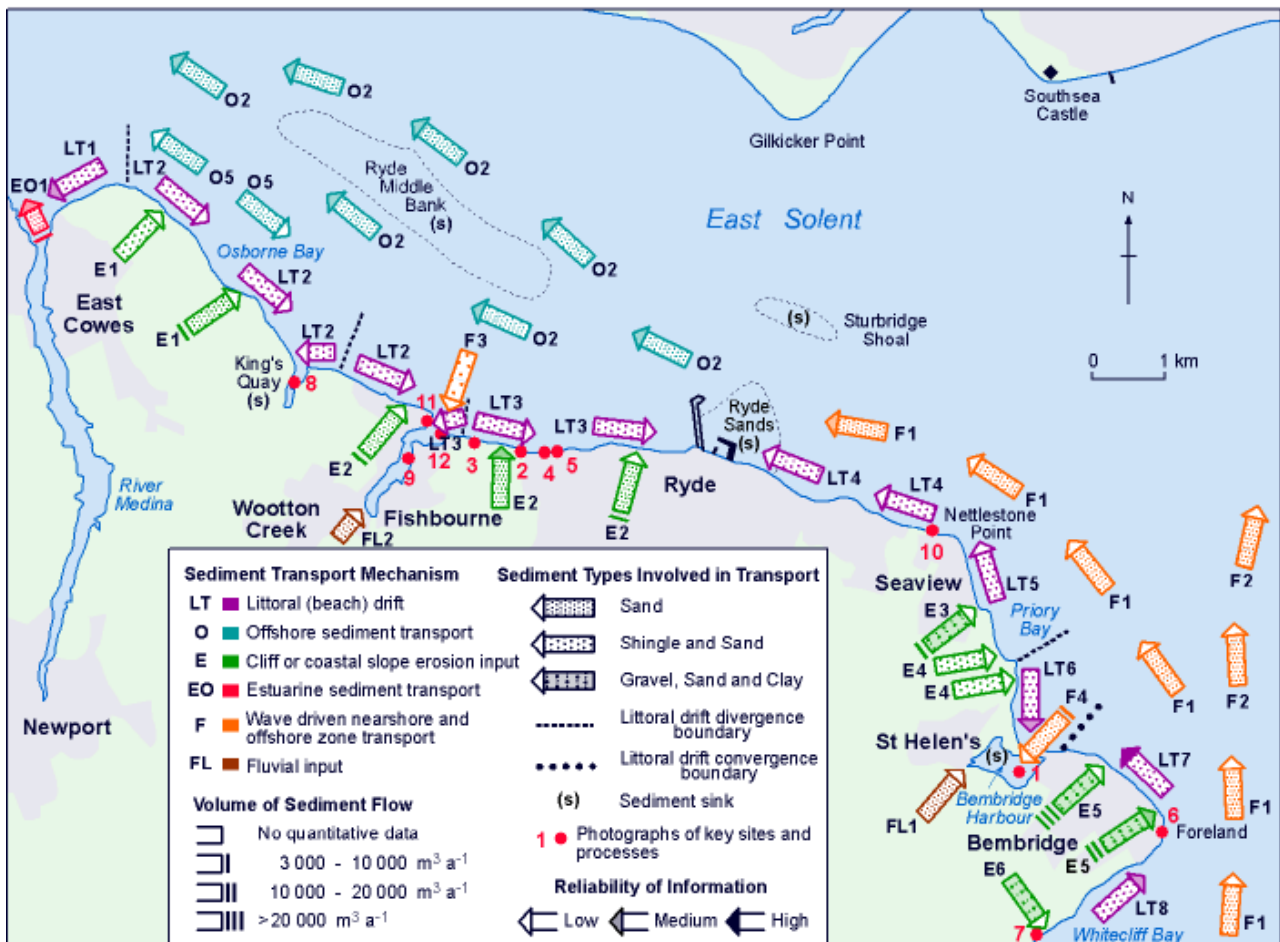 O2
O2
Southsea
Castle
Gilkicker Point
LT1
LT2
O5
O5
O2
Ryde
Middle
Bank
(s)
EO1
O2
East Solent
N
O2
Osborne Bay
LT2
E1
East
Cowes
E1
LT2
F3
LT2
O2
O2
(s)
Sturbridge
Shoal
0 1 km
King's
Quay
(s)
8
11
LT3
LT3
Ryde
Sands
(s)
F1
LT3
12
3
2
4
5
9
E2
E2
E2
Ryde
LT4
LT4
F1
River
Medina
Wootton
Creek
Fishbourne
FL2
Nettlestone
Point
10
Seaview
LT5
F1
F2
E3
Priory
Bay
E4
E4
LT6
F4
F1
F2
St Helen's
(s)
1
LT7
Bembridge
Harbour
FL1
E5
6
Foreland
Bembridge
E5
F1
E6
LT8
7
Whitecliff Bay
F1
Newport
Sediment Transport Mechanism
LT Littoral (beach) drift
O Offshore sediment transport
E Cliff or coastal slope erosion input
EO Estuarine sediment transport
F Wave driven nearshore and
offshore zone transport
FL Fluvial input
Volume of Sediment Flow
No quantitative data
3 000 - 10 000 m³ a⁻¹
10 000 - 20 000 m³ a⁻¹
>20 000 m³ a⁻¹
Sediment Types Involved in Transport
Sand
Shingle and Sand
Gravel, Sand and Clay
Littoral drift divergence
boundary
Littoral drift convergence
boundary
(s) Sediment sink
1 Photographs of key sites and
processes
Reliability of Information
Low Medium High